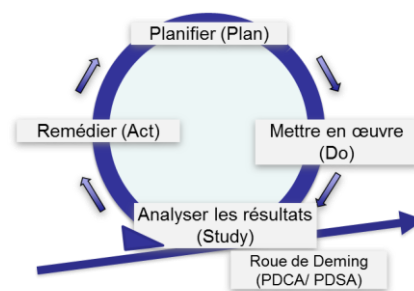 Planifier (Plan)
Remédier (Act)
Mettre en œuvre
(Do)
Analyser les résultats
(Study)
Roue de Deming
(PDCA/ PDSA)